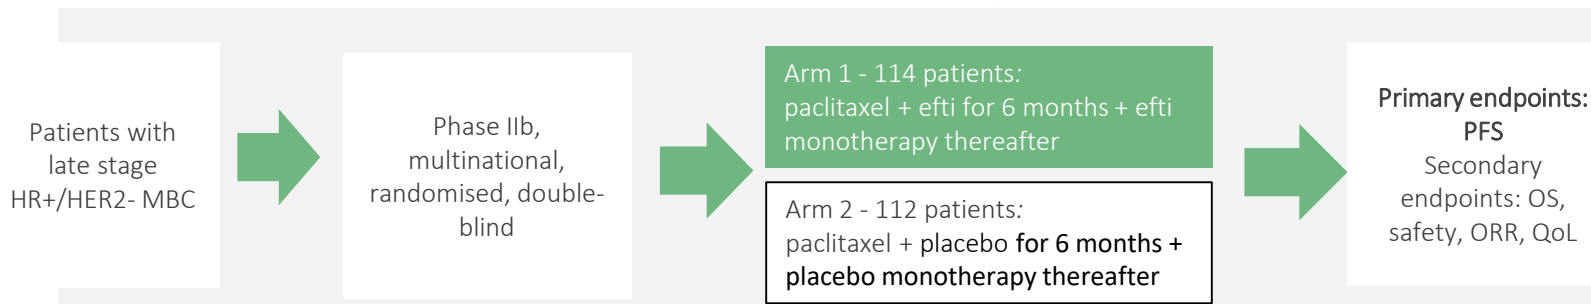 Patients with
late stage
HR+/HER2- MBC
Phase IIb,
multinational,
randomised, double-
blind
Arm 1 - 114 patients:
paclitaxel + efti for 6 months + efti
monotherapy thereafter
Arm 2 - 112 patients:
paclitaxel + placebo for 6 months +
placebo monotherapy thereafter
Primary endpoints:
PFS
Secondary
endpoints: OS,
safety, ORR, QoL